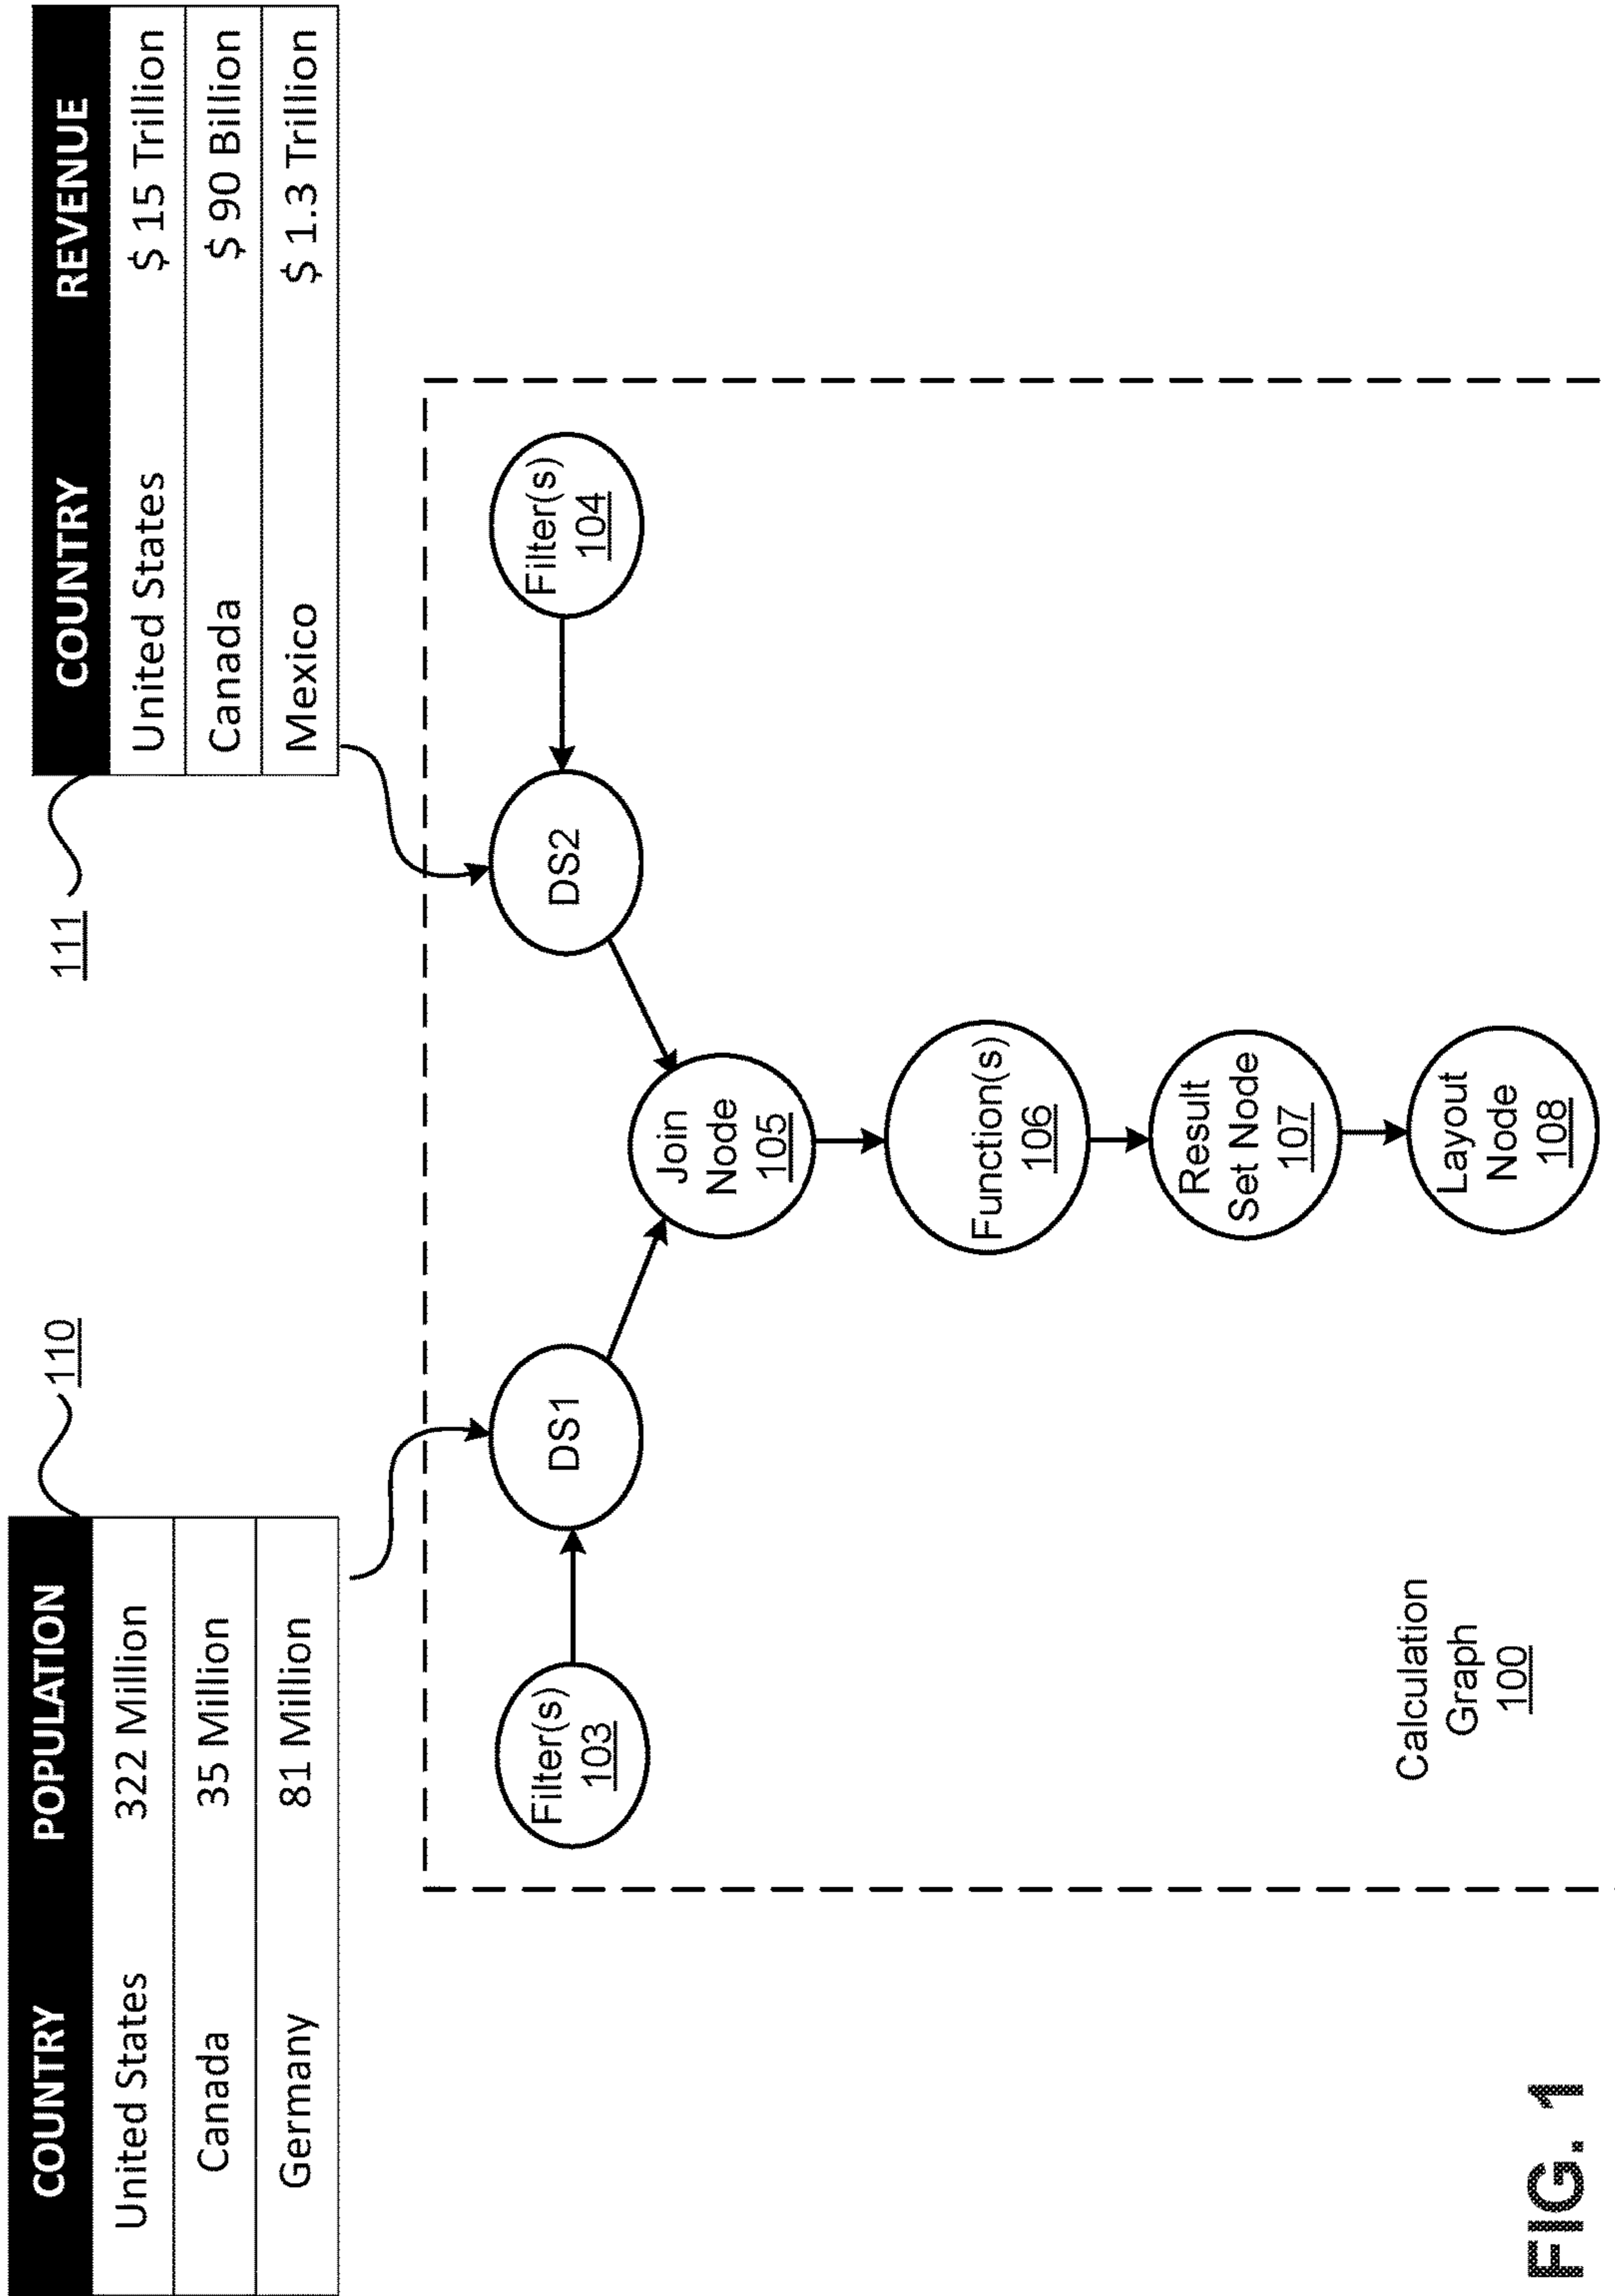 COUNTRY POPULATION
United States 322 Million
Canada 35 Million
Germany 81 Million
110
111
COUNTRY REVENUE
United States $ 15 Trillion
Canada $ 90 Billion
Mexico $ 1.3 Trillion
Filter(s)
103
DS1
DS2
Filter(s)
104
Join
Node
105
Function(s)
106
Result
Set Node
107
Layout
Node
108
Calculation
Graph
100
FIG. 1